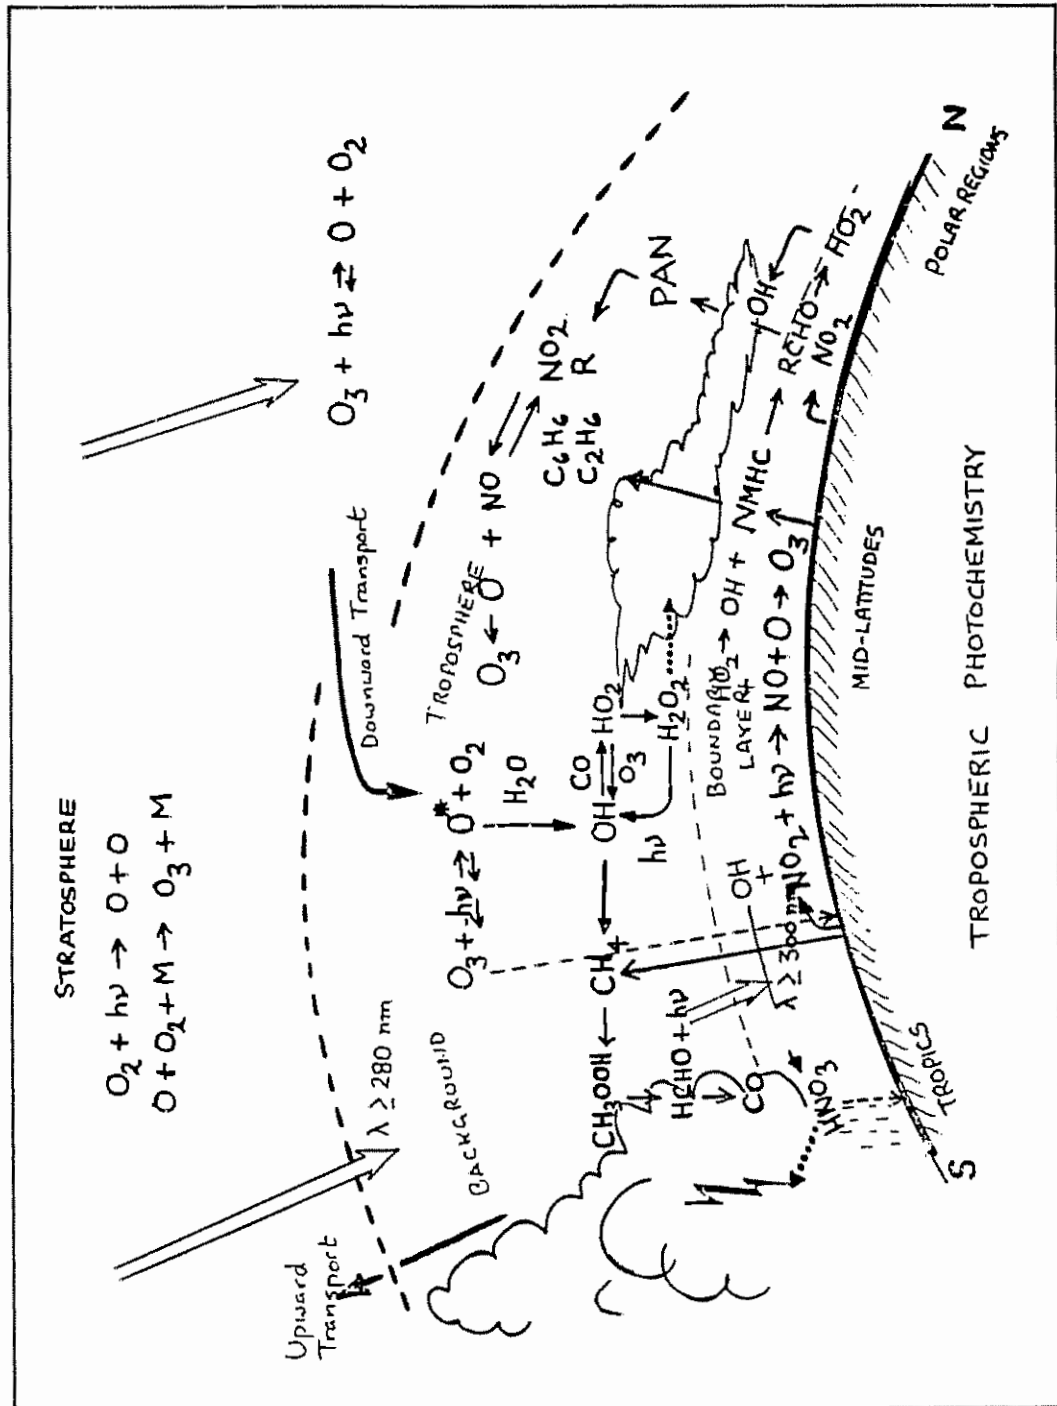 STRATOSPHERE
O₂ + hν → O + O
O + O₂ + M → O₃ + M
O₃ + hν ⇄ O + O₂
Upward
Transport
λ ≥ 280 nm
Downward Transport
BACKGROUND
TROPOSPHERE
O₃ + hν ⇄ O* + O₂
O₃ ← O + NO
NO₂
R
H₂O
C₆H₆
C₂H₆
PAN
CH₃OOH ← CH₄
OH
CO
O₃
HO₂
hν
H₂O₂
HCHO + hν
CO
OH
+
λ ≥ 300 nm
BOUNDARY
LAYER
HO₂ → OH + NMHC → RCHO → HO₂
OH
HNO₃
NO₂ + hν → NO + O → O₃
NO₂
S
TROPICS
MID-LATITUDES
POLAR REGIONS
N
TROPOSPHERIC PHOTOCHEMISTRY